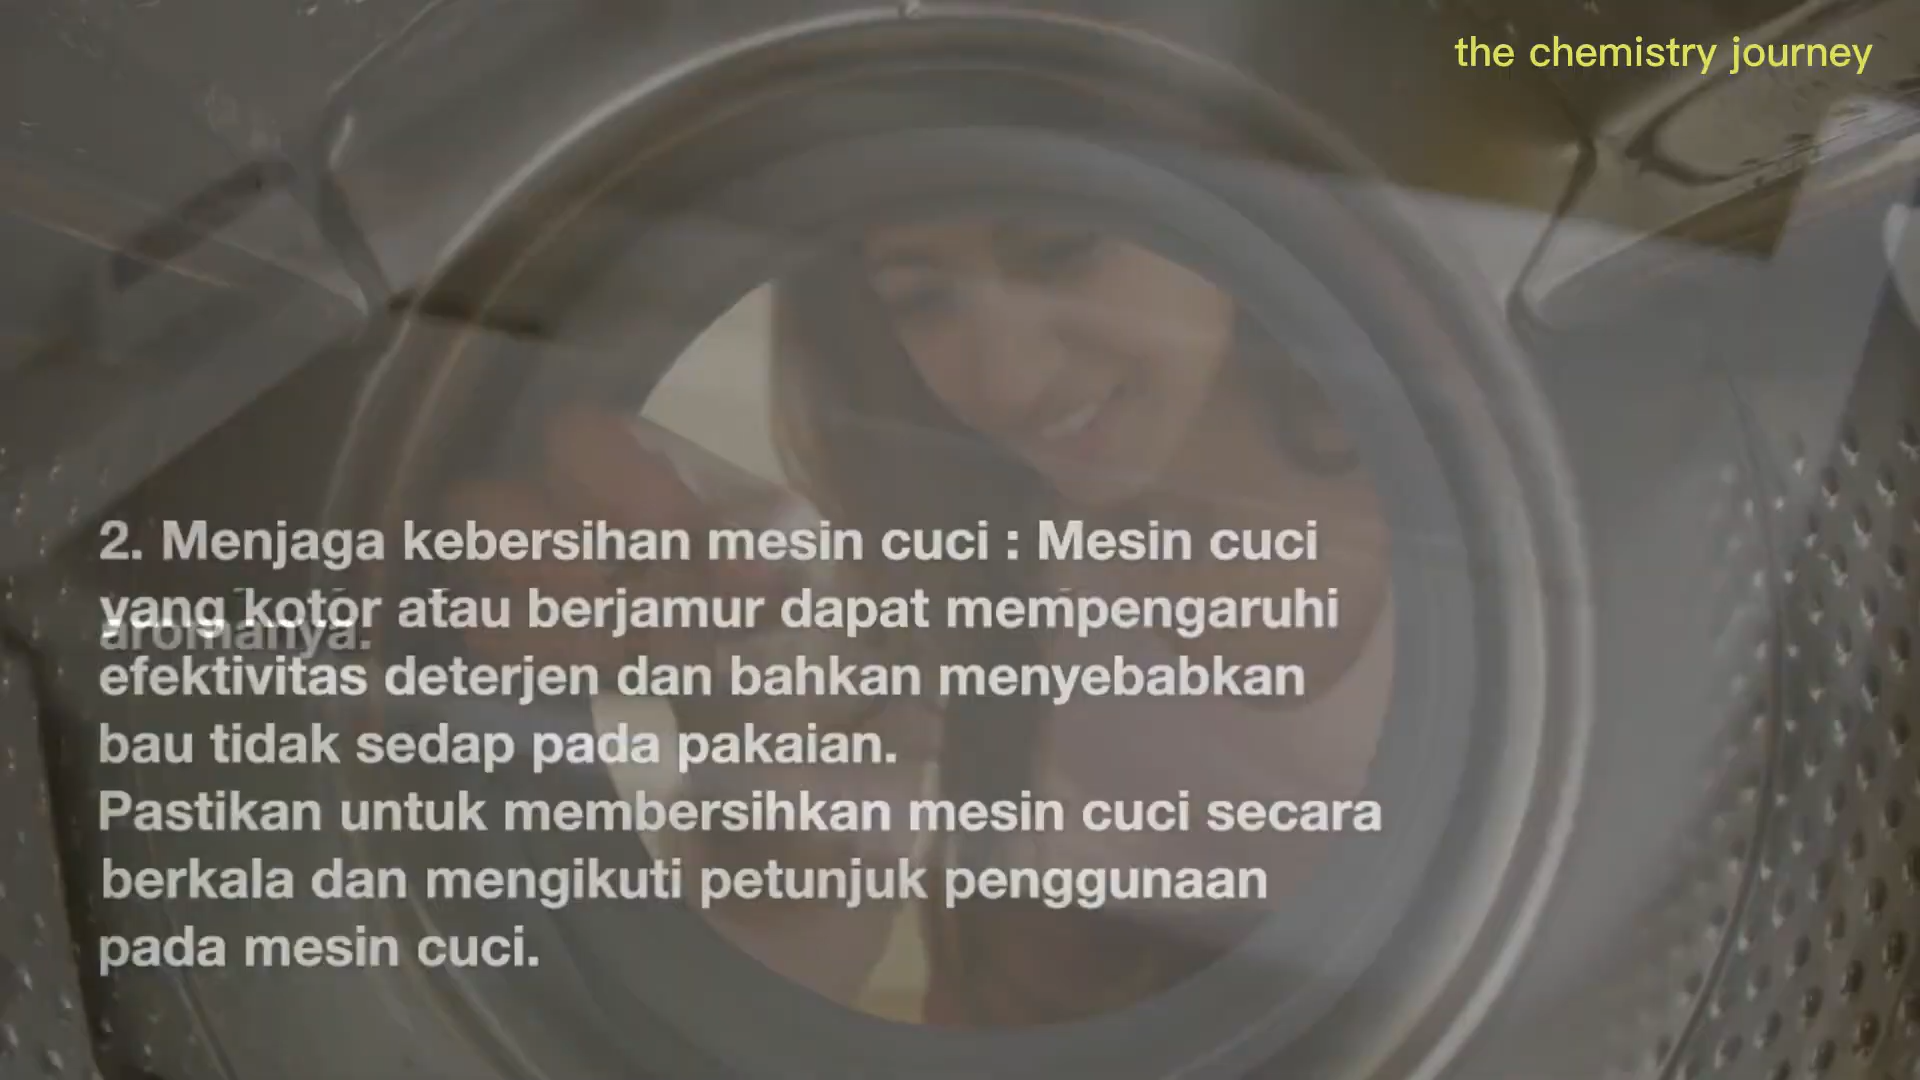 the chemistry journey
2. Menjaga kebersihan mesin cuci : Mesin cuci
yang kotor atau berjamur dapat mempengaruhi
aromanya.
efektivitas deterjen dan bahkan menyebabkan
bau tidak sedap pada pakaian.
Pastikan untuk membersihkan mesin cuci secara
berkala dan mengikuti petunjuk penggunaan
pada mesin cuci.